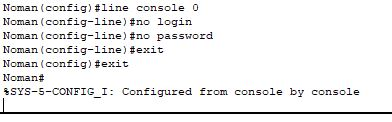 Noman(config)#line console 0
Noman(config-line)#no login
Noman(config-line)#no password
Noman(config-line)#exit
Noman(config)#exit
Noman#
%SYS-5-CONFIG_I: Configured from console by console